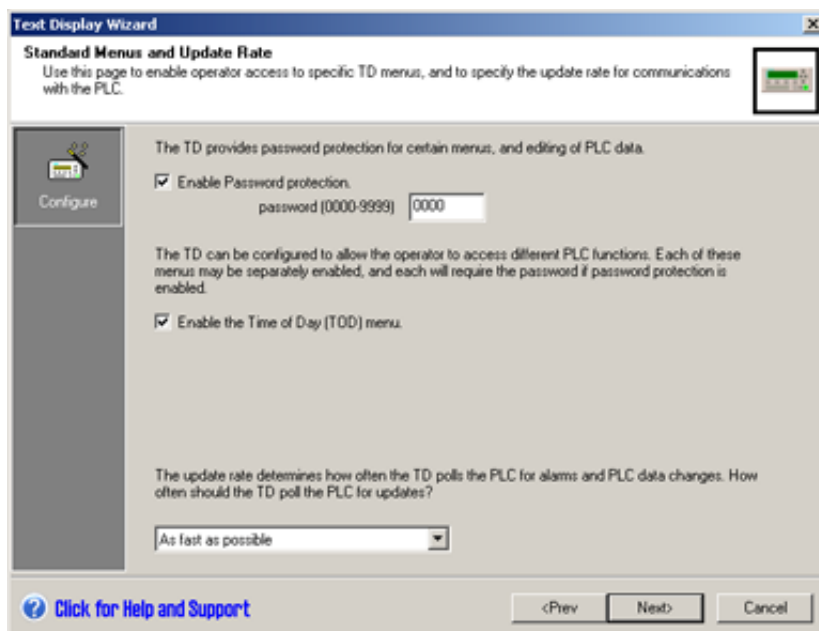 Text Display Wizard
Standard Menus and Update Rate
Use this page to enable operator access to specific TD menus, and to specify the update rate for communications
with the PLC.
Configure
The TD provides password protection for certain menus, and editing of PLC data.
Enable Password protection.
password (0000-9999) 0000
The TD can be configured to allow the operator to access different PLC functions. Each of these
menus may be separately enabled, and each will require the password if password protection is
enabled.
Enable the Time of Day (TOD) menu.
The update rate determines how often the TD polls the PLC for alarms and PLC data changes. How
often should the TD poll the PLC for updates?
As fast as possible
Click for Help and Support
<Prev Next> Cancel